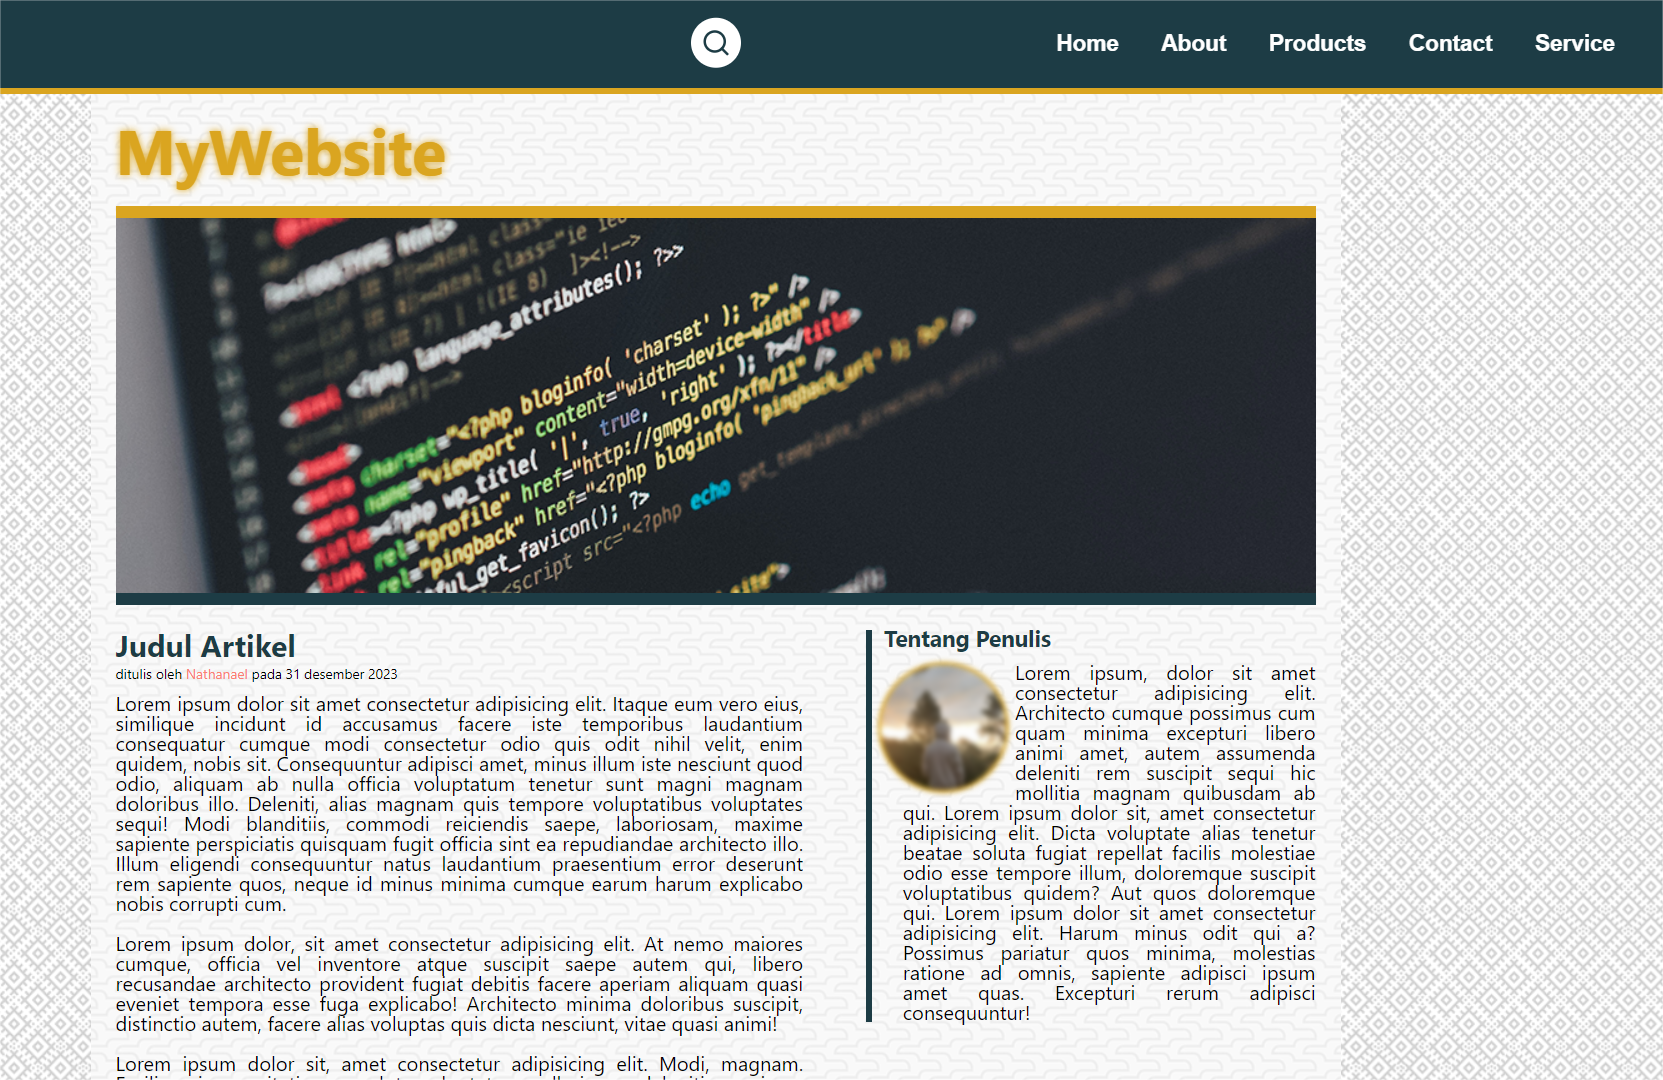 Home About Products Contact Service
MyWebsite
<!DOCTYPE html>
<html <?php language_attributes(); ?>>
charset="<?php bloginfo( 'charset' ); ?>" />
name="viewport" content="width=device-width" />
<title><?php wp_title( '|', true, 'right' ); ?></title>
rel="profile" href="http://gmpg.org/xfn/11" />
rel="pingback" href="<?php bloginfo( 'pingback_url' ); ?>" />
get_favicon(); ?>
<script src="<?php echo get_template_directory_uri();
Judul Artikel
ditulis oleh Nathanael pada 31 desember 2023
Lorem ipsum dolor sit amet consectetur adipisicing elit. Itaque eum vero eius,
similique incidunt id accusamus facere iste temporibus laudantium
consequatur cumque modi consectetur odio quis odit nihil velit, enim
quidem, nobis sit. Consequuntur adipisci amet, minus illum iste nesciunt quod
odio, aliquam ab nulla officia voluptatum tenetur sunt magni magnam
doloribus illo. Deleniti, alias magnam quis tempore voluptatibus voluptates
sequi! Modi blanditiis, commodi reiciendis saepe, laboriosam, maxime
sapiente perspiciatis quisquam fugit officia sint ea repudiandae architecto illo.
Illum eligendi consequuntur natus laudantium praesentium error deserunt
rem sapiente quos, neque id minus minima cumque earum harum explicabo
nobis corrupti cum.
Lorem ipsum dolor, sit amet consectetur adipisicing elit. At nemo maiores
cumque, officia vel inventore atque suscipit saepe autem qui, libero
recusandae architecto provident fugiat debitis facere aperiam aliquam quasi
eveniet tempora esse fuga explicabo! Architecto minima doloribus suscipit,
distinctio autem, facere alias voluptas quis dicta nesciunt, vitae quasi animi!
Lorem ipsum dolor sit, amet consectetur adipisicing elit. Modi, magnam.
Tentang Penulis
Lorem ipsum, dolor sit amet
consectetur adipisicing elit.
Architecto cumque possimus cum
quam minima excepturi libero
animi amet, autem assumenda
deleniti rem suscipit sequi hic
mollitia magnam quibusdam ab
qui. Lorem ipsum dolor sit, amet consectetur
adipisicing elit. Dicta voluptate alias tenetur
beatae soluta fugiat repellat facilis molestiae
odio esse tempore illum, doloremque suscipit
voluptatibus quidem? Aut quos doloremque
qui. Lorem ipsum dolor sit amet consectetur
adipisicing elit. Harum minus odit qui a?
Possimus pariatur quos minima, molestias
ratione ad omnis, sapiente adipisci ipsum
amet quas. Excepturi rerum adipisci
consequuntur!